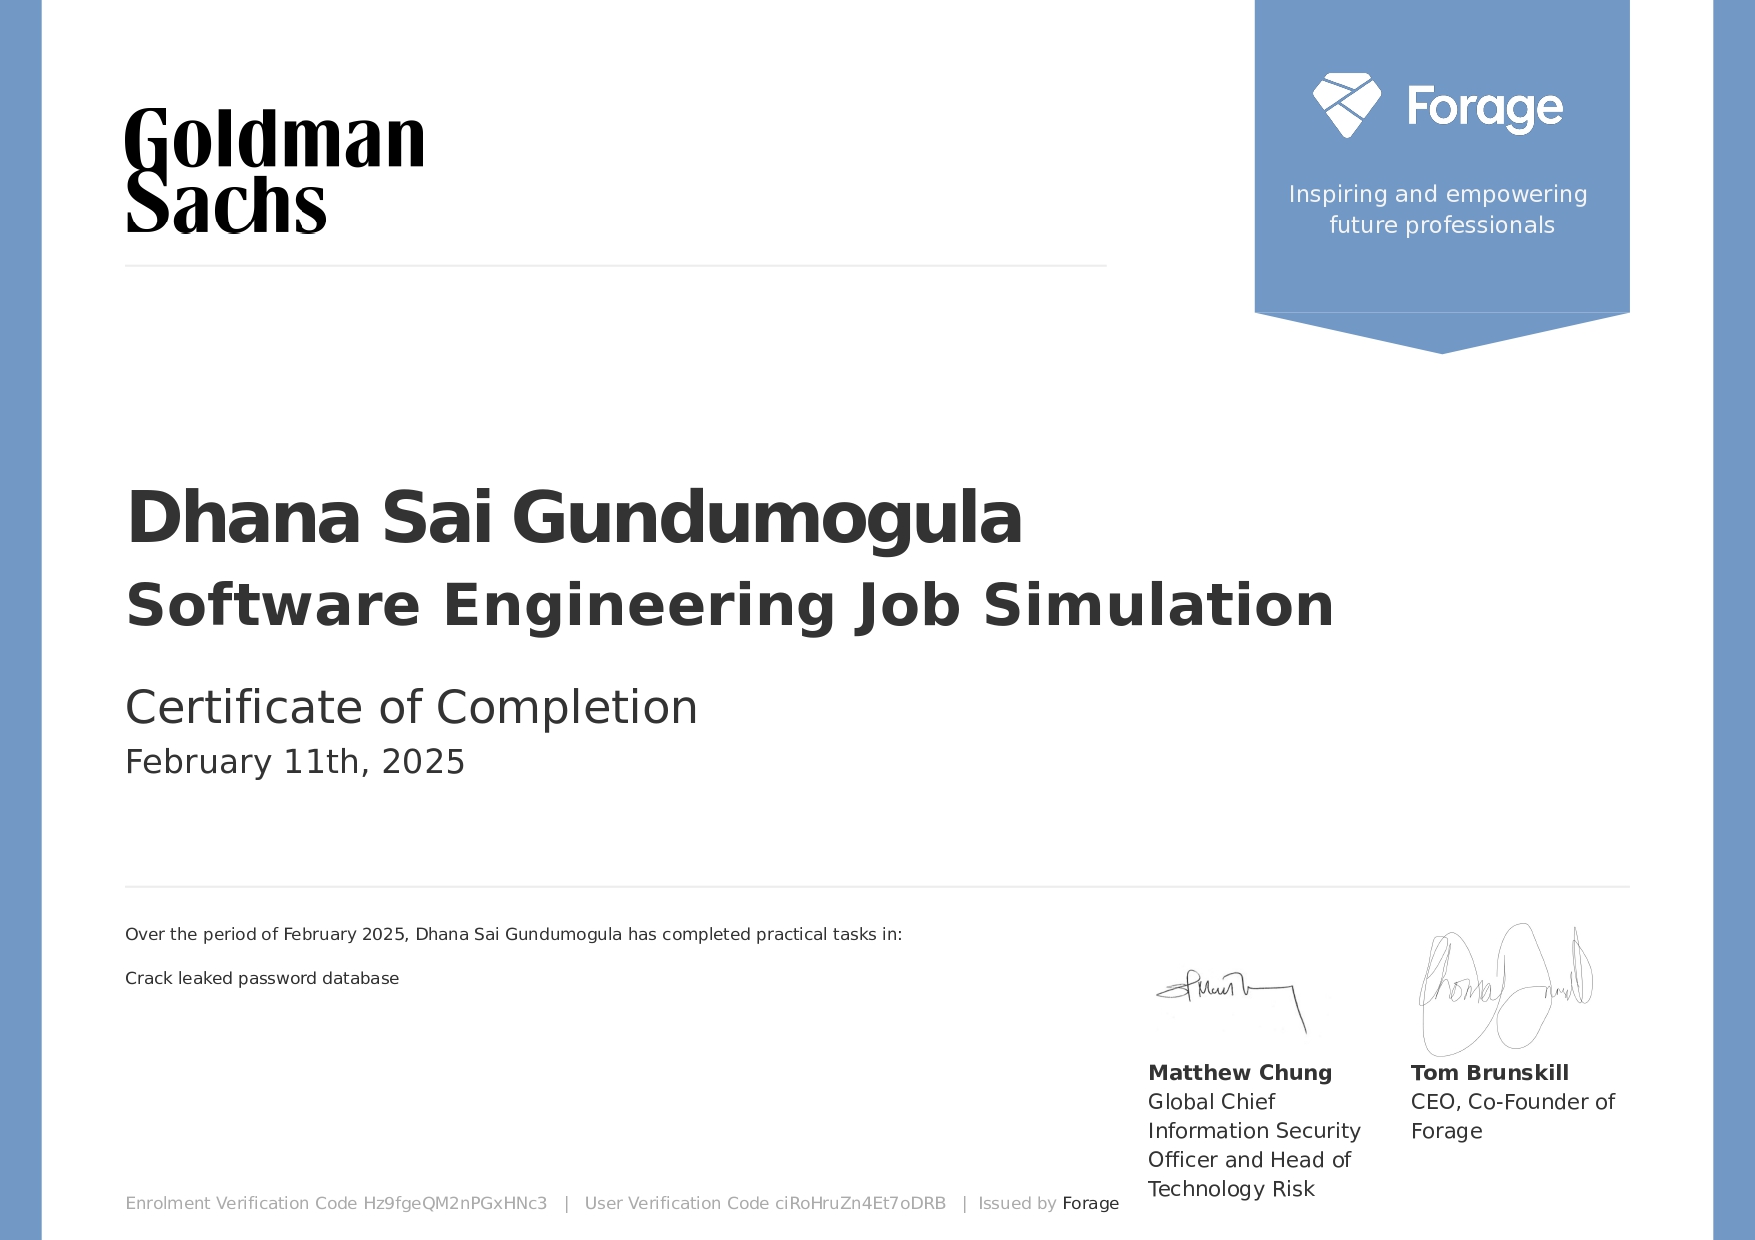 Goldman
Sachs
Forage
Inspiring and empowering
future professionals
Dhana Sai Gundumogula
Software Engineering Job Simulation
Certificate of Completion
February 11th, 2025
Over the period of February 2025, Dhana Sai Gundumogula has completed practical tasks in:
Crack leaked password database
Matthew Chung
Global Chief
Information Security
Officer and Head of
Technology Risk
Tom Brunskill
CEO, Co-Founder of
Forage
Enrolment Verification Code Hz9fgeQM2nPGxHNc3 | User Verification Code ciRoHruZn4Et7oDRB | Issued by Forage